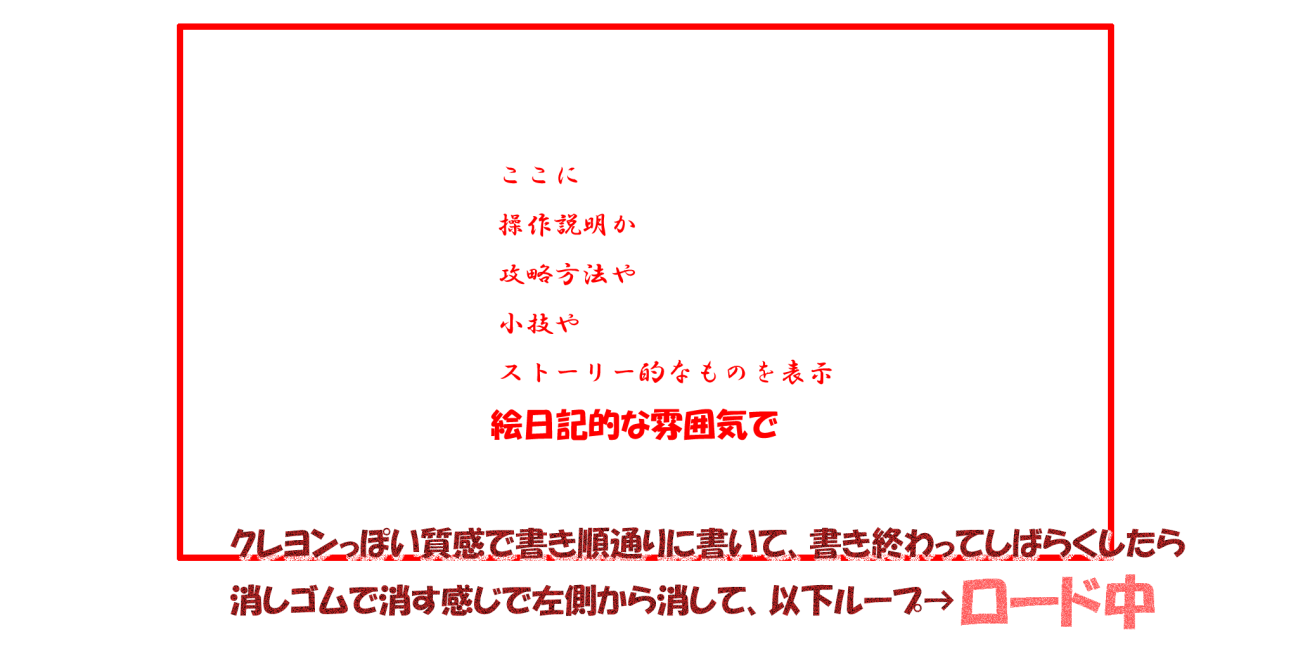 ここに
操作説明か
攻略方法や
小技や
ストーリー的なものを表示
絵日記的な雰囲気で
クレヨンっぽい質感で書き順通りに書いて、書き終わってしばらくしたら
消しゴムで消す感じで左側から消して、以下ループ→ロード中